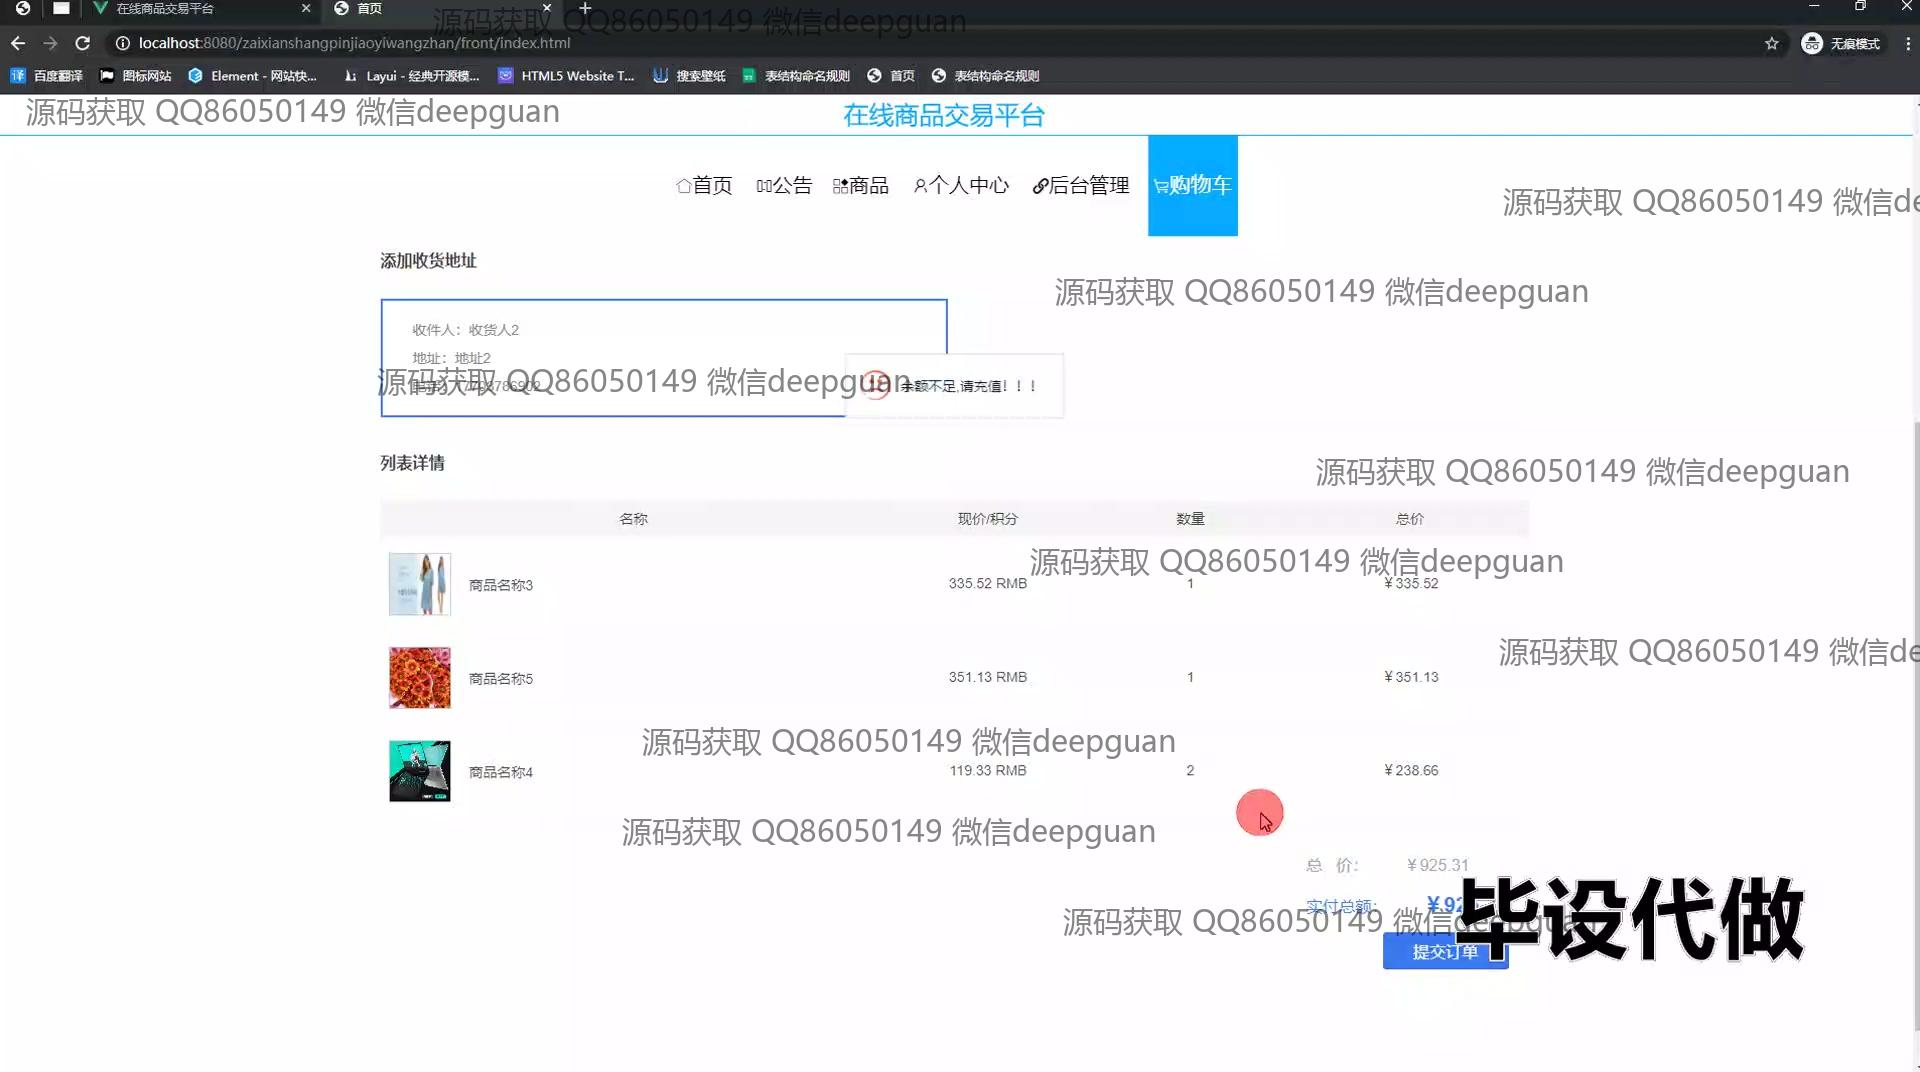 在线商品交易平台
首页
源码获取 QQ86050149 微信deepguan
localhost:8080/zaixianshangpinjiaoyiwangzhan/front/index.html
无痕模式
百度翻译
图标网站
Element - 网站快...
Layui - 经典开源模...
HTML5 Website T...
搜索壁纸
表结构命名规则
首页
表结构命名规则
源码获取 QQ86050149 微信deepguan
在线商品交易平台
首页
公告
商品
个人中心
后台管理
购物车
源码获取 QQ86050149 微信de
添加收货地址
源码获取 QQ86050149 微信deepguan
收件人：收货人2
地址：地址2
源码获取 QQ86050149 微信deepguan
余额不足,请充值！！！
列表详情
源码获取 QQ86050149 微信deepguan
名称 现价/积分 数量 总价
源码获取 QQ86050149 微信deepguan
商品名称3 335.52 RMB 1 ￥335.52
源码获取 QQ86050149 微信de
商品名称5 351.13 RMB 1 ￥351.13
源码获取 QQ86050149 微信deepguan
商品名称4 119.33 RMB 2 ￥238.66
源码获取 QQ86050149 微信deepguan
总 价： ￥925.31
实付总额： ￥92
源码获取 QQ86050149 微信deepguan
毕设代做
提交订单